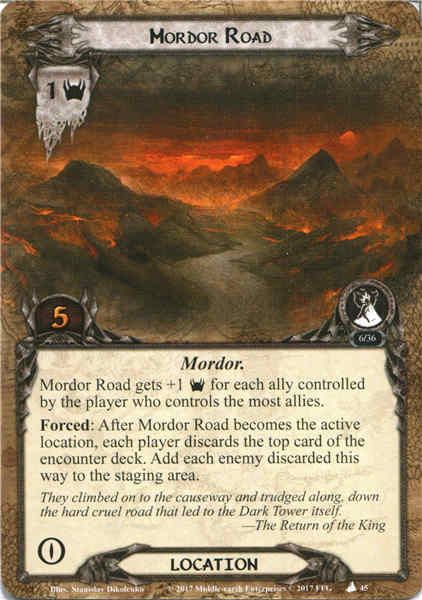 Mordor Road
1
5
6/36
Mordor.
Mordor Road gets +1 for each ally controlled
by the player who controls the most allies.
Forced: After Mordor Road becomes the active
location, each player discards the top card of the
encounter deck. Add each enemy discarded this
way to the staging area.
They climbed on to the causeway and trudged along, down
the hard cruel road that led to the Dark Tower itself.
—The Return of the King
LOCATION
Illus. Stanislav Dikolenko © 2017 Middle-earth Enterprises © 2017 FFG 45